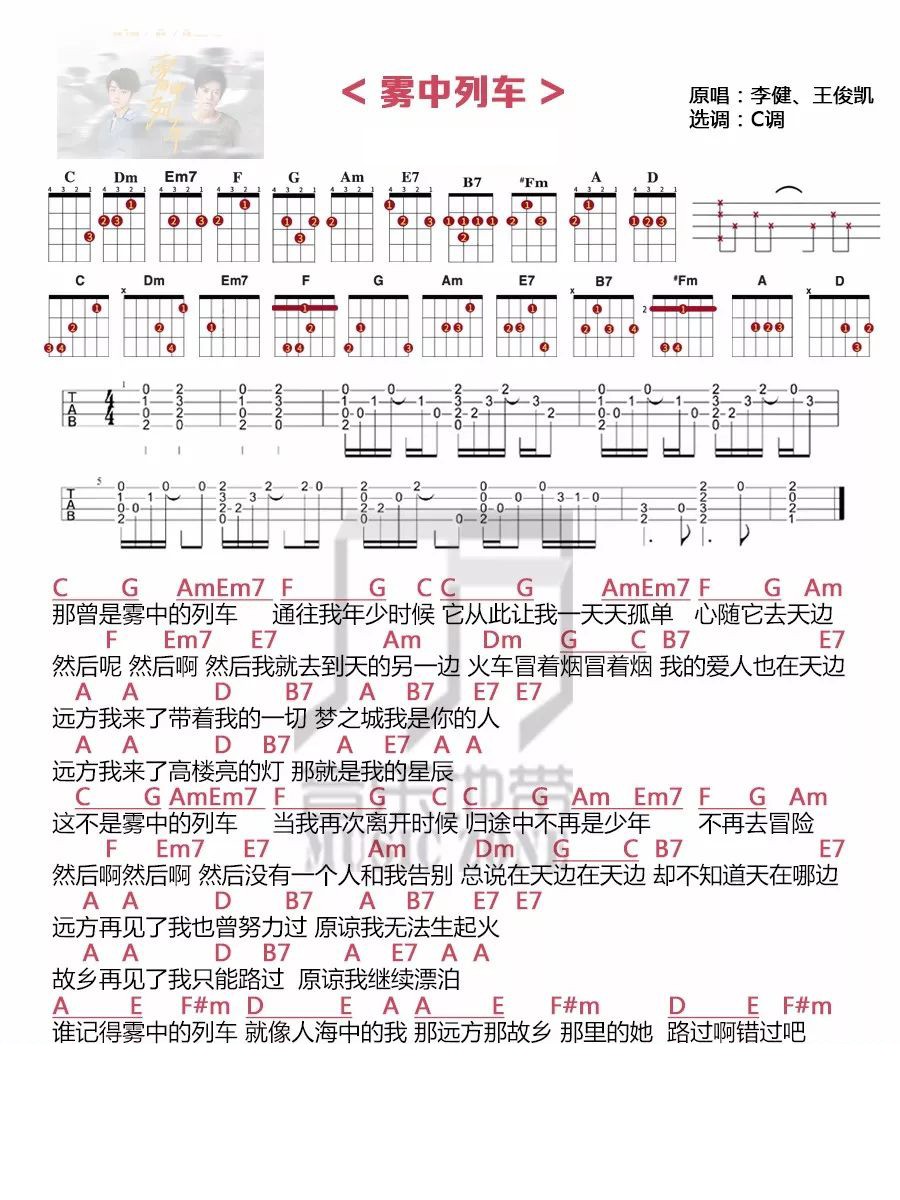 < 雾中列车 >
原唱：李健、王俊凯
选调：C调
C Dm Em7 F G Am E7 B7 #Fm A D
C Dm Em7 F G Am E7 B7 #Fm A D
C G AmEm7 F G C C G AmEm7 F G Am
那曾是雾中的列车 通往我年少时候 它从此让我一天天孤单 心随它去天边
F Em7 E7 Am Dm G C B7 E7
然后呢 然后啊 然后我就去到天的另一边 火车冒着烟冒着烟 我的爱人也在天边
A A D B7 A B7 E7 E7
远方我来了带着我的一切 梦之城我是你的人
A A D B7 A E7 A A
远方我来了高楼亮的灯 那就是我的星辰
C G AmEm7 F G C C G Am Em7 F G Am
这不是雾中的列车 当我再次离开时候 归途中不再是少年 不再去冒险
F Em7 E7 Am Dm G C B7 E7
然后啊然后啊 然后没有一个人和我告别 总说在天边在天边 却不知道天在哪边
A A D B7 A B7 E7 E7
远方再见了我也曾努力过 原谅我无法生起火
A A D B7 A E7 A A
故乡再见了我只能路过 原谅我继续漂泊
A E F#m D E A A E F#m D E F#m
谁记得雾中的列车 就像人海中的我 那远方那故乡 那里的她 路过啊错过吧
音乐地带
MUSIC ZONE